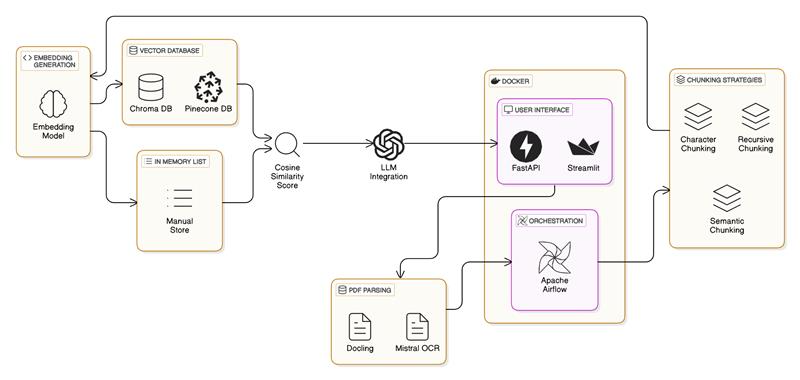 EMBEDDING
GENERATION
Embedding
Model
VECTOR DATABASE
Chroma DB
Pinecone DB
IN MEMORY LIST
Manual
Store
Cosine
Similarity
Score
LLM
Integration
DOCKER
USER INTERFACE
FastAPI
Streamlit
ORCHESTRATION
Apache
Airflow
PDF PARSING
Docling
Mistral OCR
CHUNKING STRATEGIES
Character
Chunking
Recursive
Chunking
Semantic
Chunking